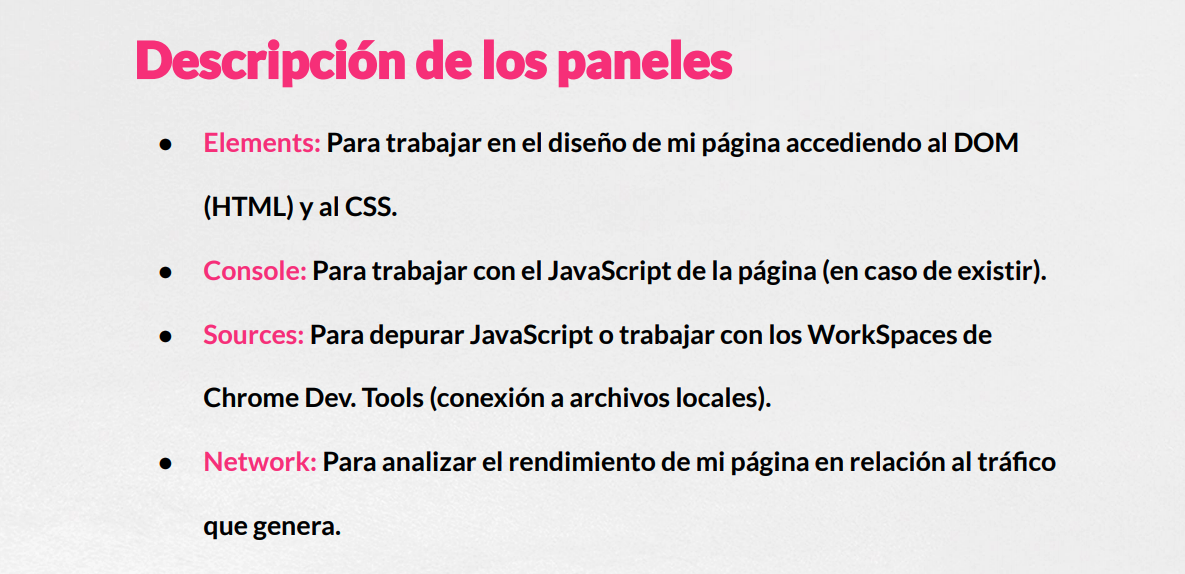 Descripción de los paneles
● Elements: Para trabajar en el diseño de mi página accediendo al DOM
(HTML) y al CSS.
● Console: Para trabajar con el JavaScript de la página (en caso de existir).
● Sources: Para depurar JavaScript o trabajar con los WorkSpaces de
Chrome Dev. Tools (conexión a archivos locales).
● Network: Para analizar el rendimiento de mi página en relación al tráfico
que genera.